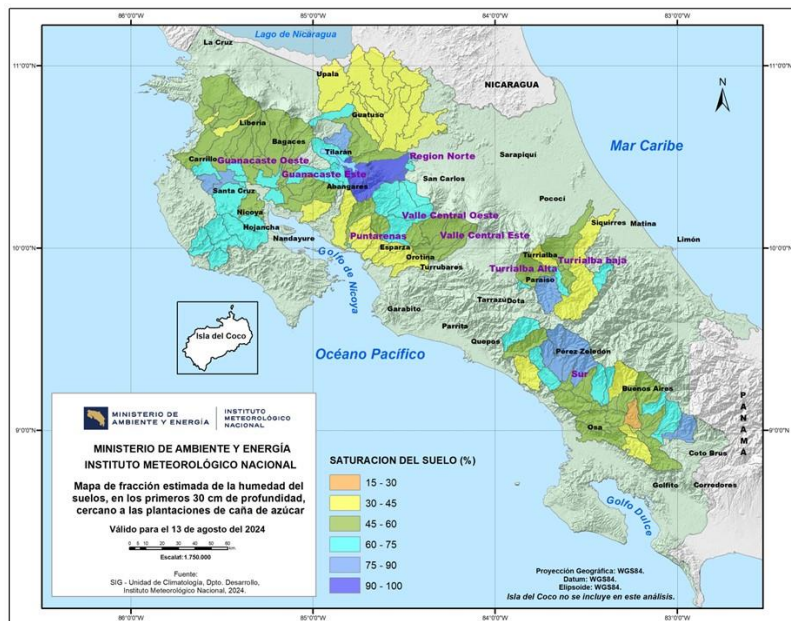 86°0'0"W
85°0'0"W
84°0'0"W
83°0'0"W
Lago de Nicaragua
La Cruz
11°0'0"N
11°0'0"N
Upala
NICARAGUA
N
Guatuso
Liberia
Mar Caribe
Bagaces
Tilarán
Carrillo
Guanacaste Oeste
Region Norte
Sarapiquí
Guanacaste Este
San Carlos
Santa Cruz
Abangares
Pococí
Nicoya
Valle Central Oeste
Siquirres
Matina
Hojancha
Nandayure
Puntarenas
Valle Central Este
Limón
Esparza
10°0'0"N
10°0'0"N
Golfo de Nicoya
Orotina
Turrialba
Turrialba baja
Turrubares
Turrialba Alta
Paraíso
Garabito
Tarrazú
Dota
Isla del Coco
Parrita
Quepos
Océano Pacífico
Pérez Zeledón
Sur
Buenos Aires
PANAMA
MINISTERIO DE
AMBIENTE Y ENERGÍA
INSTITUTO
METEOROLÓGICO
NACIONAL
9°0'0"N
9°0'0"N
Osa
Coto Brus
MINISTERIO DE AMBIENTE Y ENERGÍA
INSTITUTO METEOROLÓGICO NACIONAL
Golfito
Corredores
Golfo Dulce
Mapa de fracción estimada de la humedad del
suelos, en los primeros 30 cm de profundidad,
cercano a las plantaciones de caña de azúcar
Válido para el 13 de agosto del 2024
Escalat:1.750.000
Fuente:
SIG - Unidad de Climatología, Dpto. Desarrollo,
Instituto Meteorológico Nacional, 2024.
SATURACION DEL SUELO (%)
15 - 30
30 - 45
45 - 60
60 - 75
75 - 90
90 - 100
Proyección Geográfica: WGS84.
Datum: WGS84.
Elipsoide: WGS84.
Isla del Coco no se incluye en este análisis.
86°0'0"W
85°0'0"W
84°0'0"W
83°0'0"W